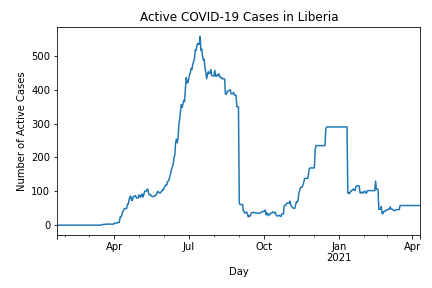 Active COVID-19 Cases in Liberia
Number of Active Cases
500
400
300
200
100
0
Apr
Jul
Oct
Jan
2021
Apr
Day